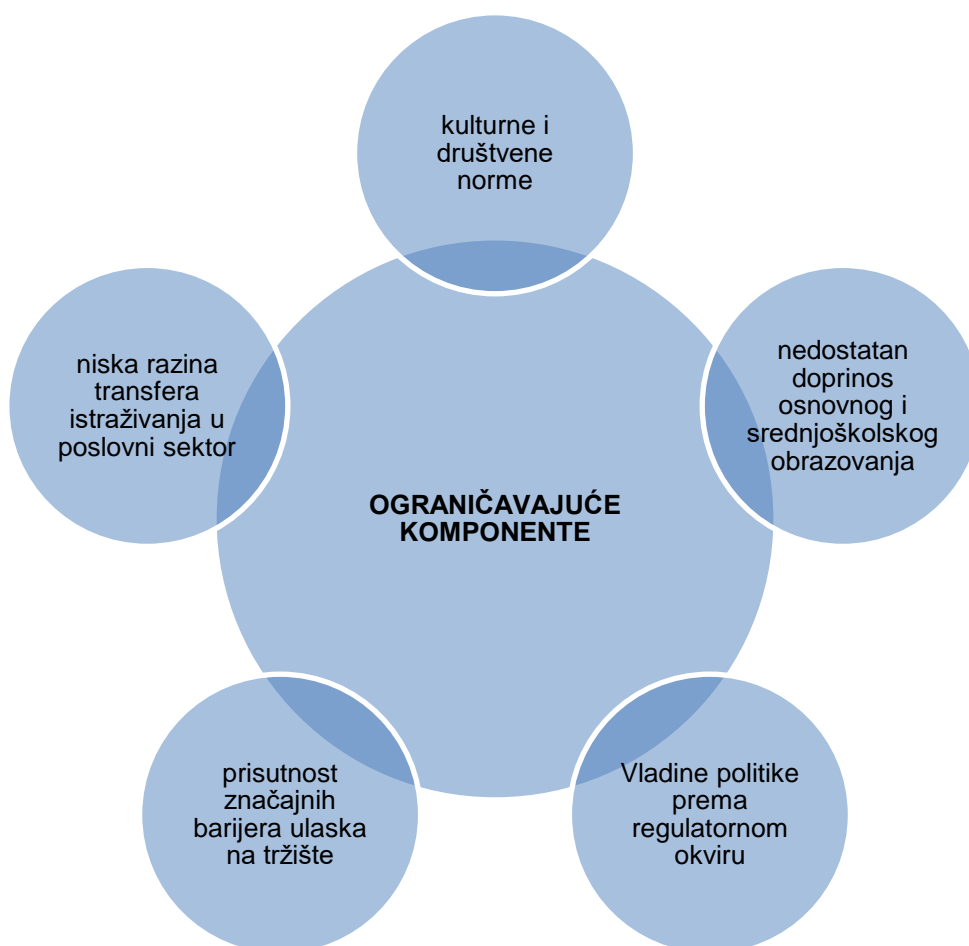 kulturne i
društvene
norme
niska razina
transfera
istraživanja u
poslovni sektor
nedostatan
doprinos
osnovnog i
srednjoškolskog
obrazovanja
OGRANIČAVAJUĆE
KOMPONENTE
prisutnost
značajnih
barijera ulaska
na tržište
Vladine politike
prema
regulatornom
okviru